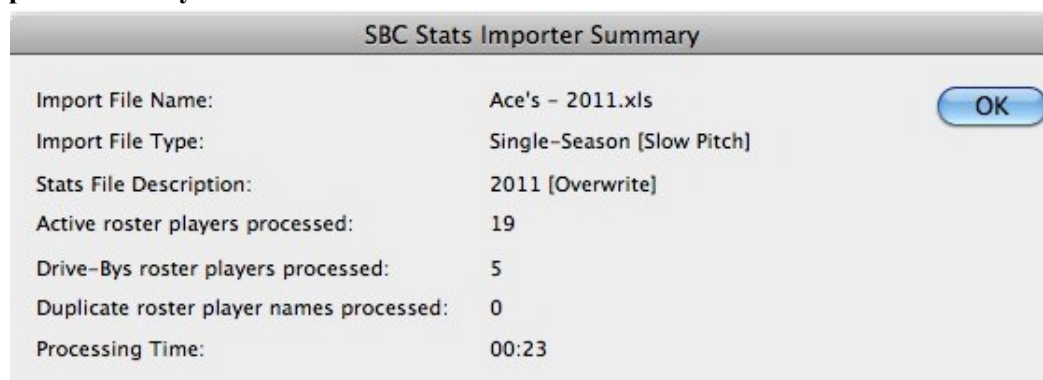 SBC Stats Importer Summary
Import File Name: Ace's – 2011.xls OK
Import File Type: Single-Season [Slow Pitch]
Stats File Description: 2011 [Overwrite]
Active roster players processed: 19
Drive-Bys roster players processed: 5
Duplicate roster player names processed: 0
Processing Time: 00:23